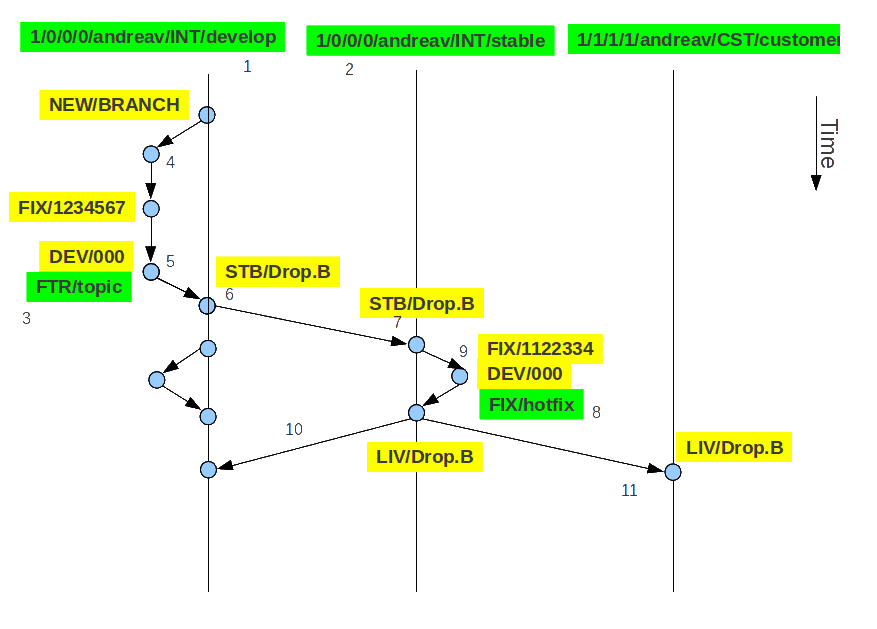 1/0/0/0/andreav/INT/develop
1/0/0/0/andreav/INT/stable
1/1/1/1/andreav/CST/customer
1
2
NEW/BRANCH
Time
4
FIX/1234567
DEV/000
5
FTR/topic
3
STB/Drop.B
6
STB/Drop.B
7
9
FIX/1122334
DEV/000
FIX/hotfix
8
10
LIV/Drop.B
LIV/Drop.B
11